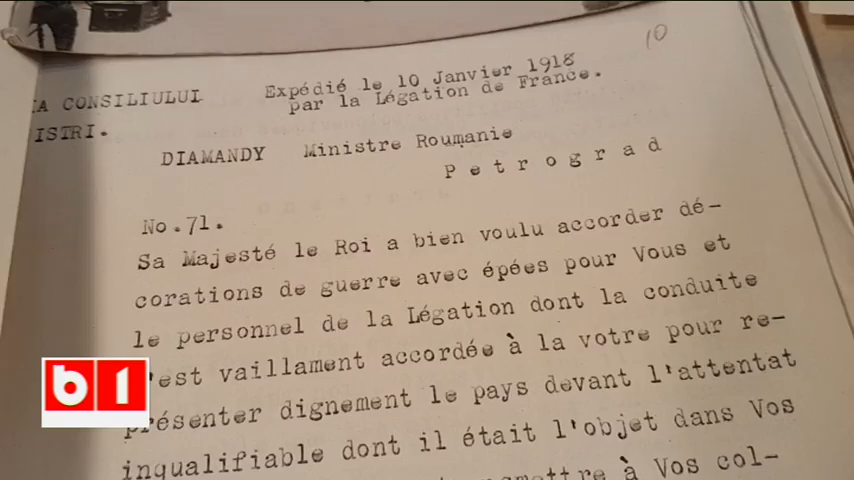 10
Expédié le 10 Janvier 1918
IA CONSILIULUI
par la Légation de France.
ISTRI.
DIAMANDY Ministre Roumanie
Petrograd
No.71.
Sa Majesté le Roi a bien voulu accorder dé-
corations de guerre avec épées pour Vous et
le personnel de la Légation dont la conduite
'est vaillament accordée à la votre pour re-
présenter dignement le pays devant l'attentat
inqualifiable dont il était l'objet dans Vos
à Vos col-
b1